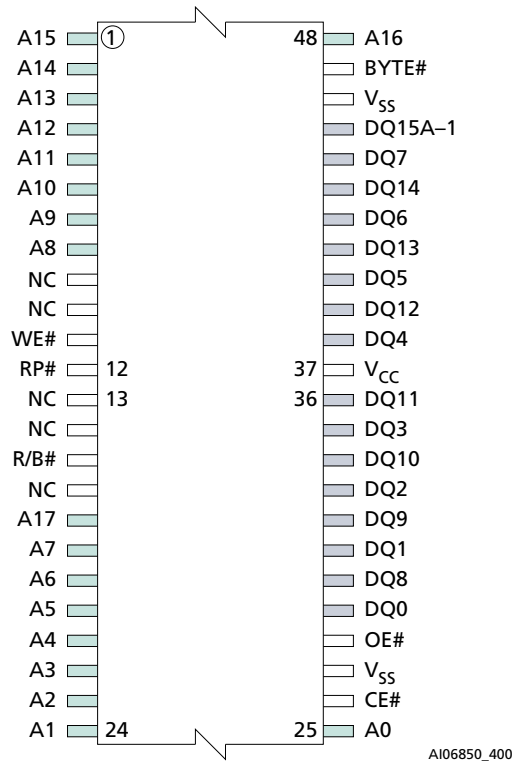 A15 ① 48 A16
A14 BYTE#
A13 VSS
A12 DQ15A–1
A11 DQ7
A10 DQ14
A9 DQ6
A8 DQ13
NC DQ5
NC DQ12
WE# DQ4
RP# 12 37 VCC
NC 13 36 DQ11
NC DQ3
R/B# DQ10
NC DQ2
A17 DQ9
A7 DQ1
A6 DQ8
A5 DQ0
A4 OE#
A3 VSS
A2 CE#
A1 24 25 A0
AI06850_400